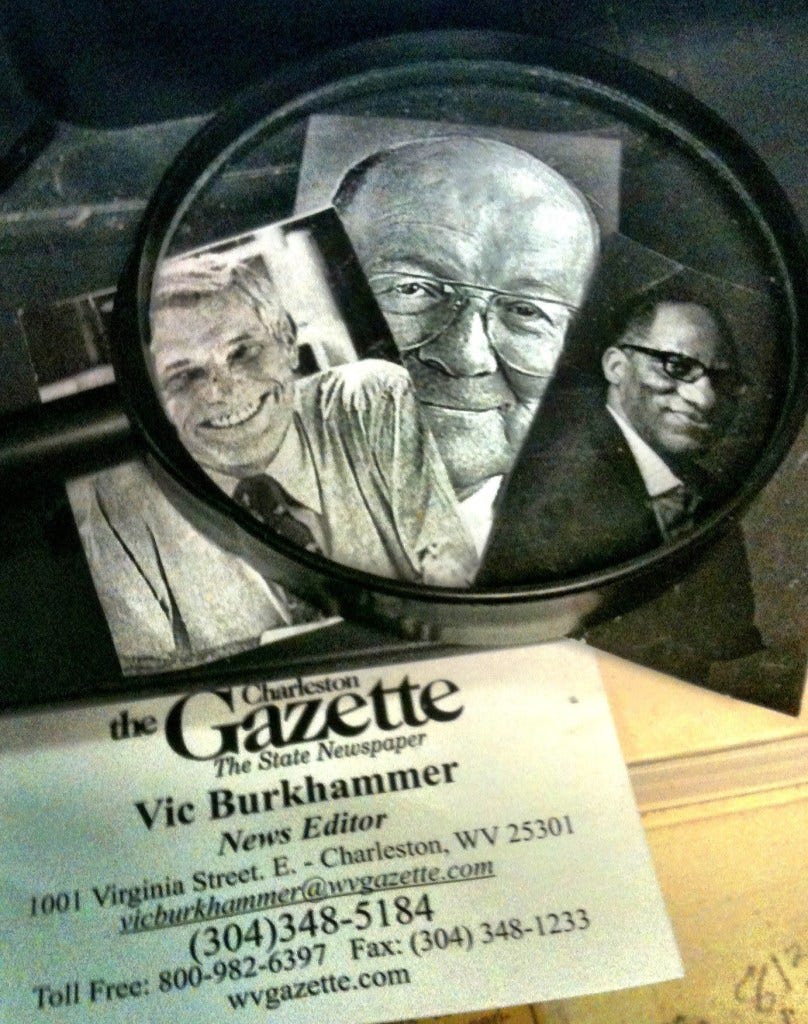 the Charleston Gazette
The State Newspaper
Vic Burkhammer
News Editor
1001 Virginia Street. E. - Charleston, WV 25301
vicburkhammer@wvgazette.com
(304)348-5184
Toll Free: 800-982-6397 Fax: (304) 348-1233
wvgazette.com